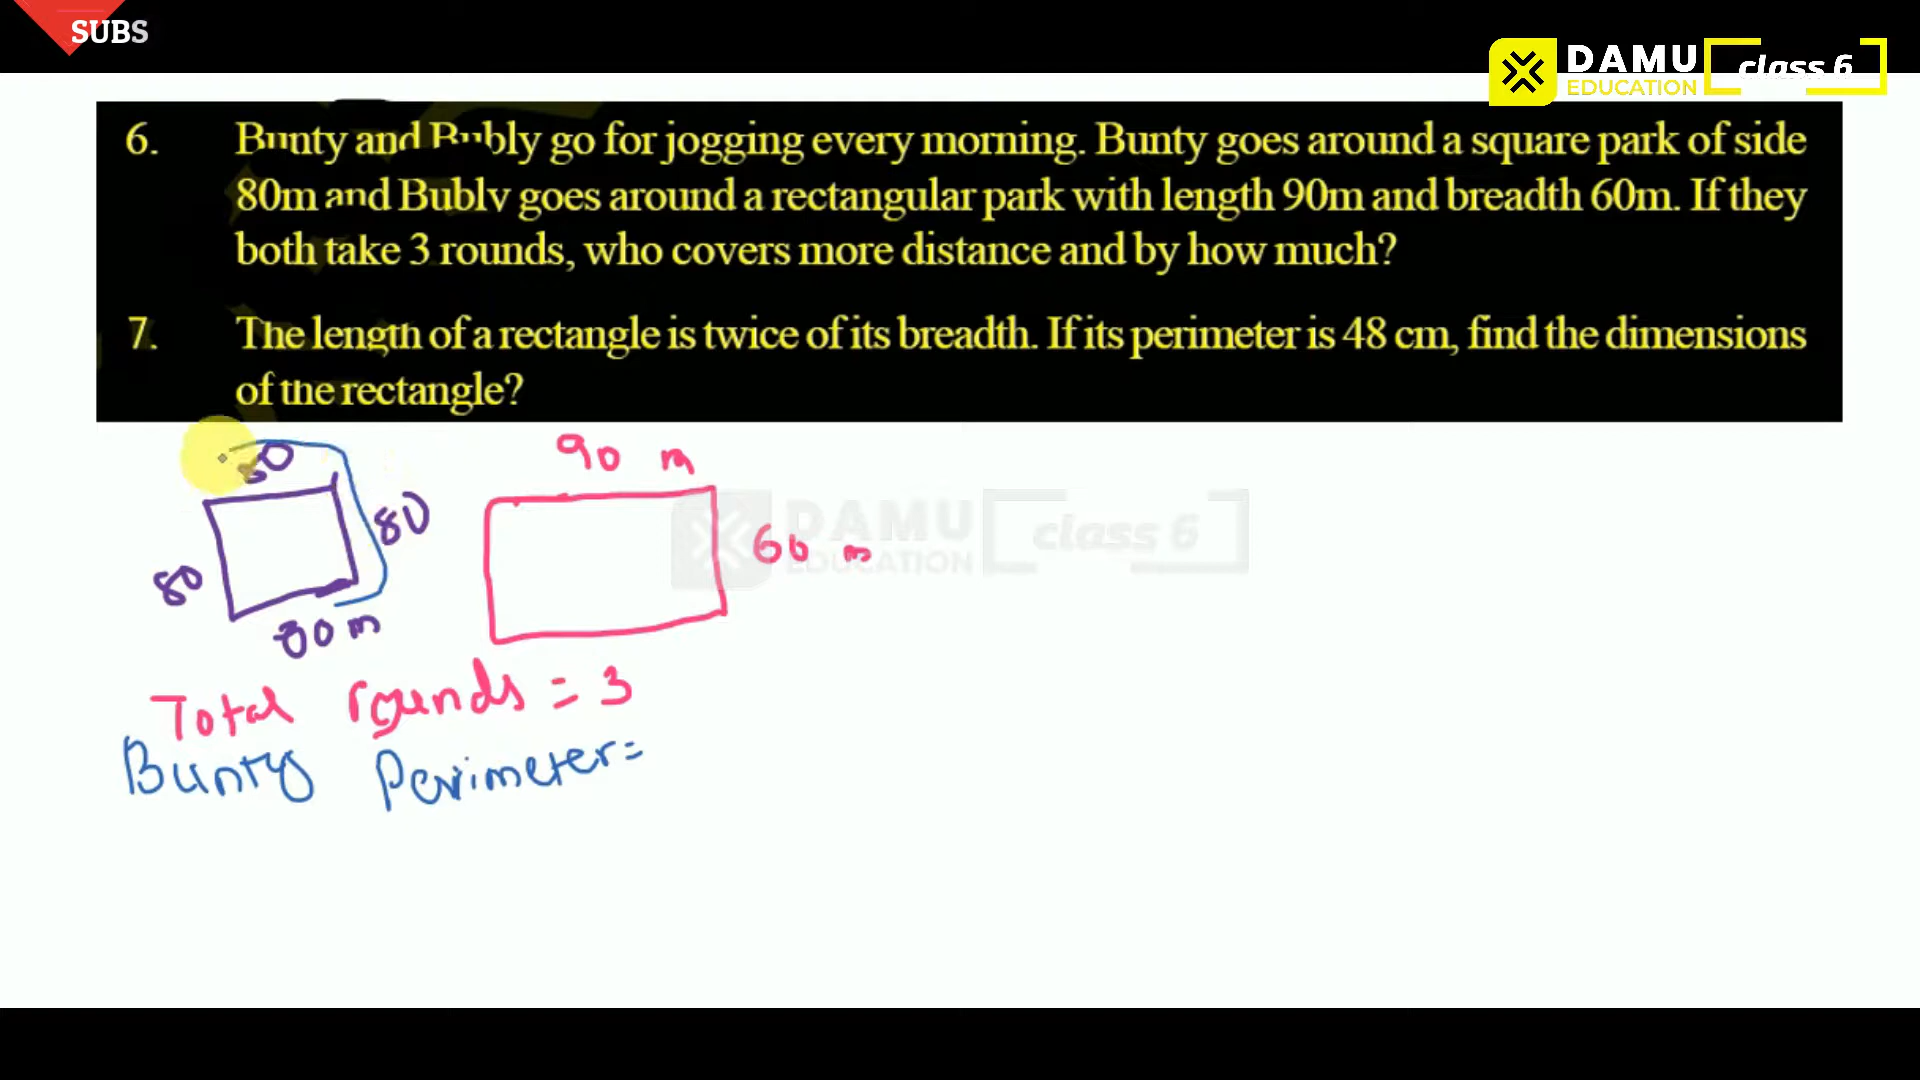 SUBS
DAMU
EDUCATION
class 6
6. Bunty and Bubly go for jogging every morning. Bunty goes around a square park of side
80m and Bubly goes around a rectangular park with length 90m and breadth 60m. If they
both take 3 rounds, who covers more distance and by how much?
7. The length of a rectangle is twice of its breadth. If its perimeter is 48 cm, find the dimensions
of the rectangle?
80
80
80
80 m
90 m
60 m
DAMU
EDUCATION
class 6
Total rounds = 3
Bunty Perimeter=